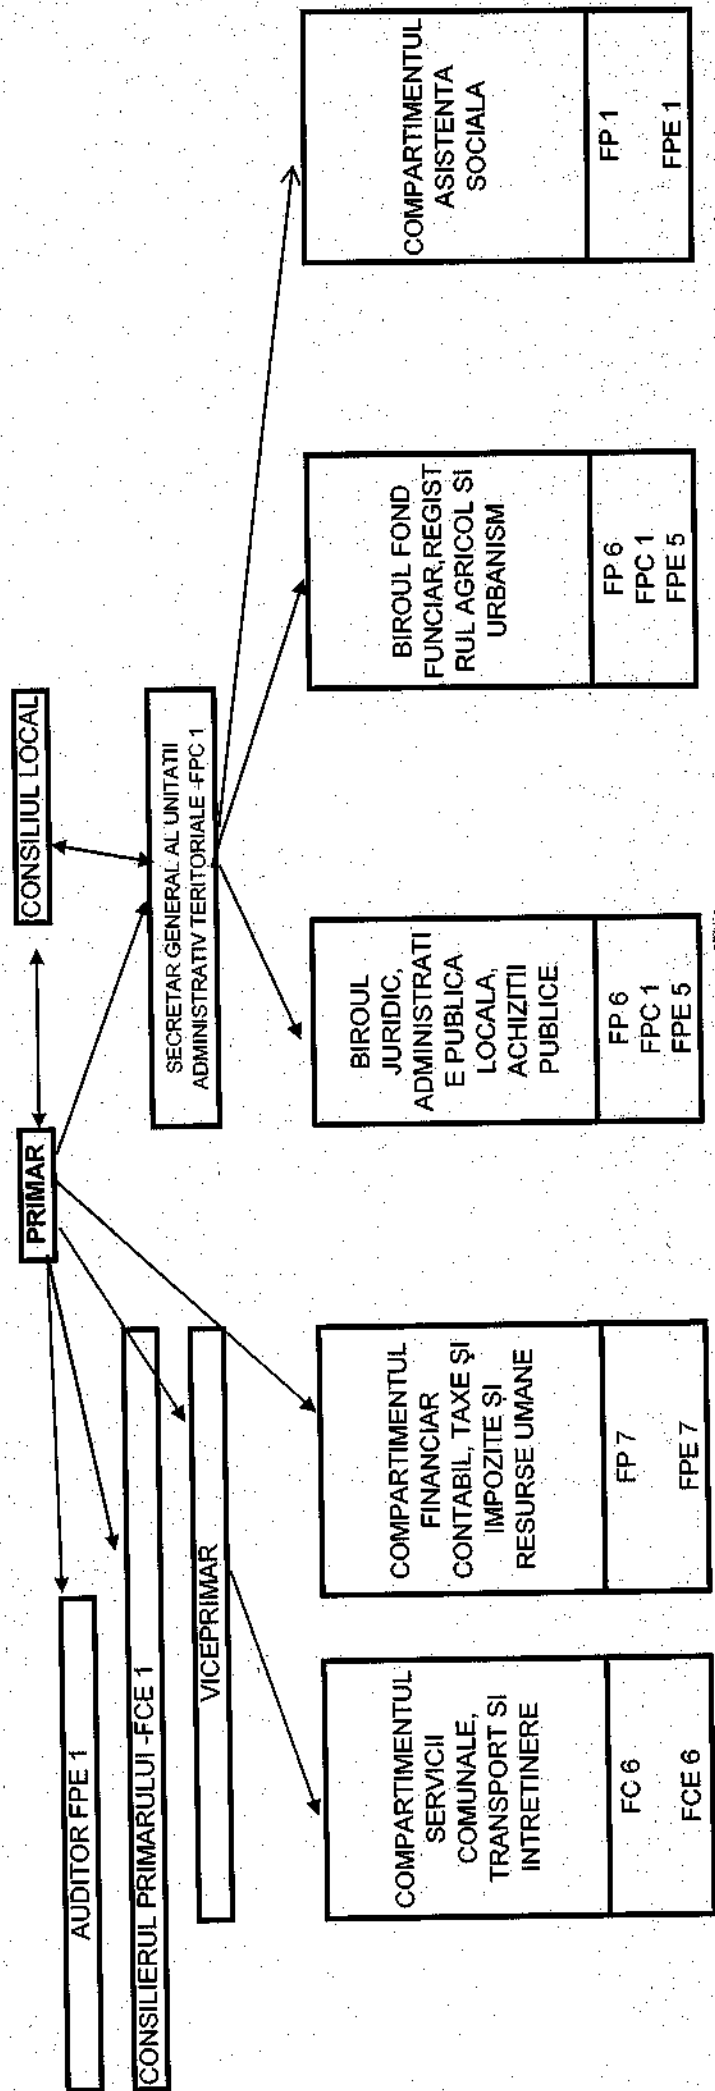 PRIMAR
CONSILIUL LOCAL
AUDITOR FPE 1
CONSILIERUL PRIMARULUI -FCE 1
VICEPRIMAR
SECRETAR GENERAL AL UNITATII
ADMINISTRATIV TERITORIALE -FPC 1
COMPARTIMENTUL
SERVICII
COMUNALE,
TRANSPORT SI
INTRETINERE
FC 6
FCE 6
COMPARTIMENTUL
FINANCIAR
CONTABIL, TAXE ȘI
IMPOZITE ȘI
RESURSE UMANE
FP 7
FPE 7
BIROUL
JURIDIC,
ADMINISTRATI
E PUBLICA
LOCALA,
ACHIZITII
PUBLICE
FP 6
FPC 1
FPE 5
BIROUL FOND
FUNCIAR,REGIST
RUL AGRICOL SI
URBANISM
FP 6
FPC 1
FPE 5
COMPARTIMENTUL
ASISTENTA
SOCIALA
FP 1
FPE 1